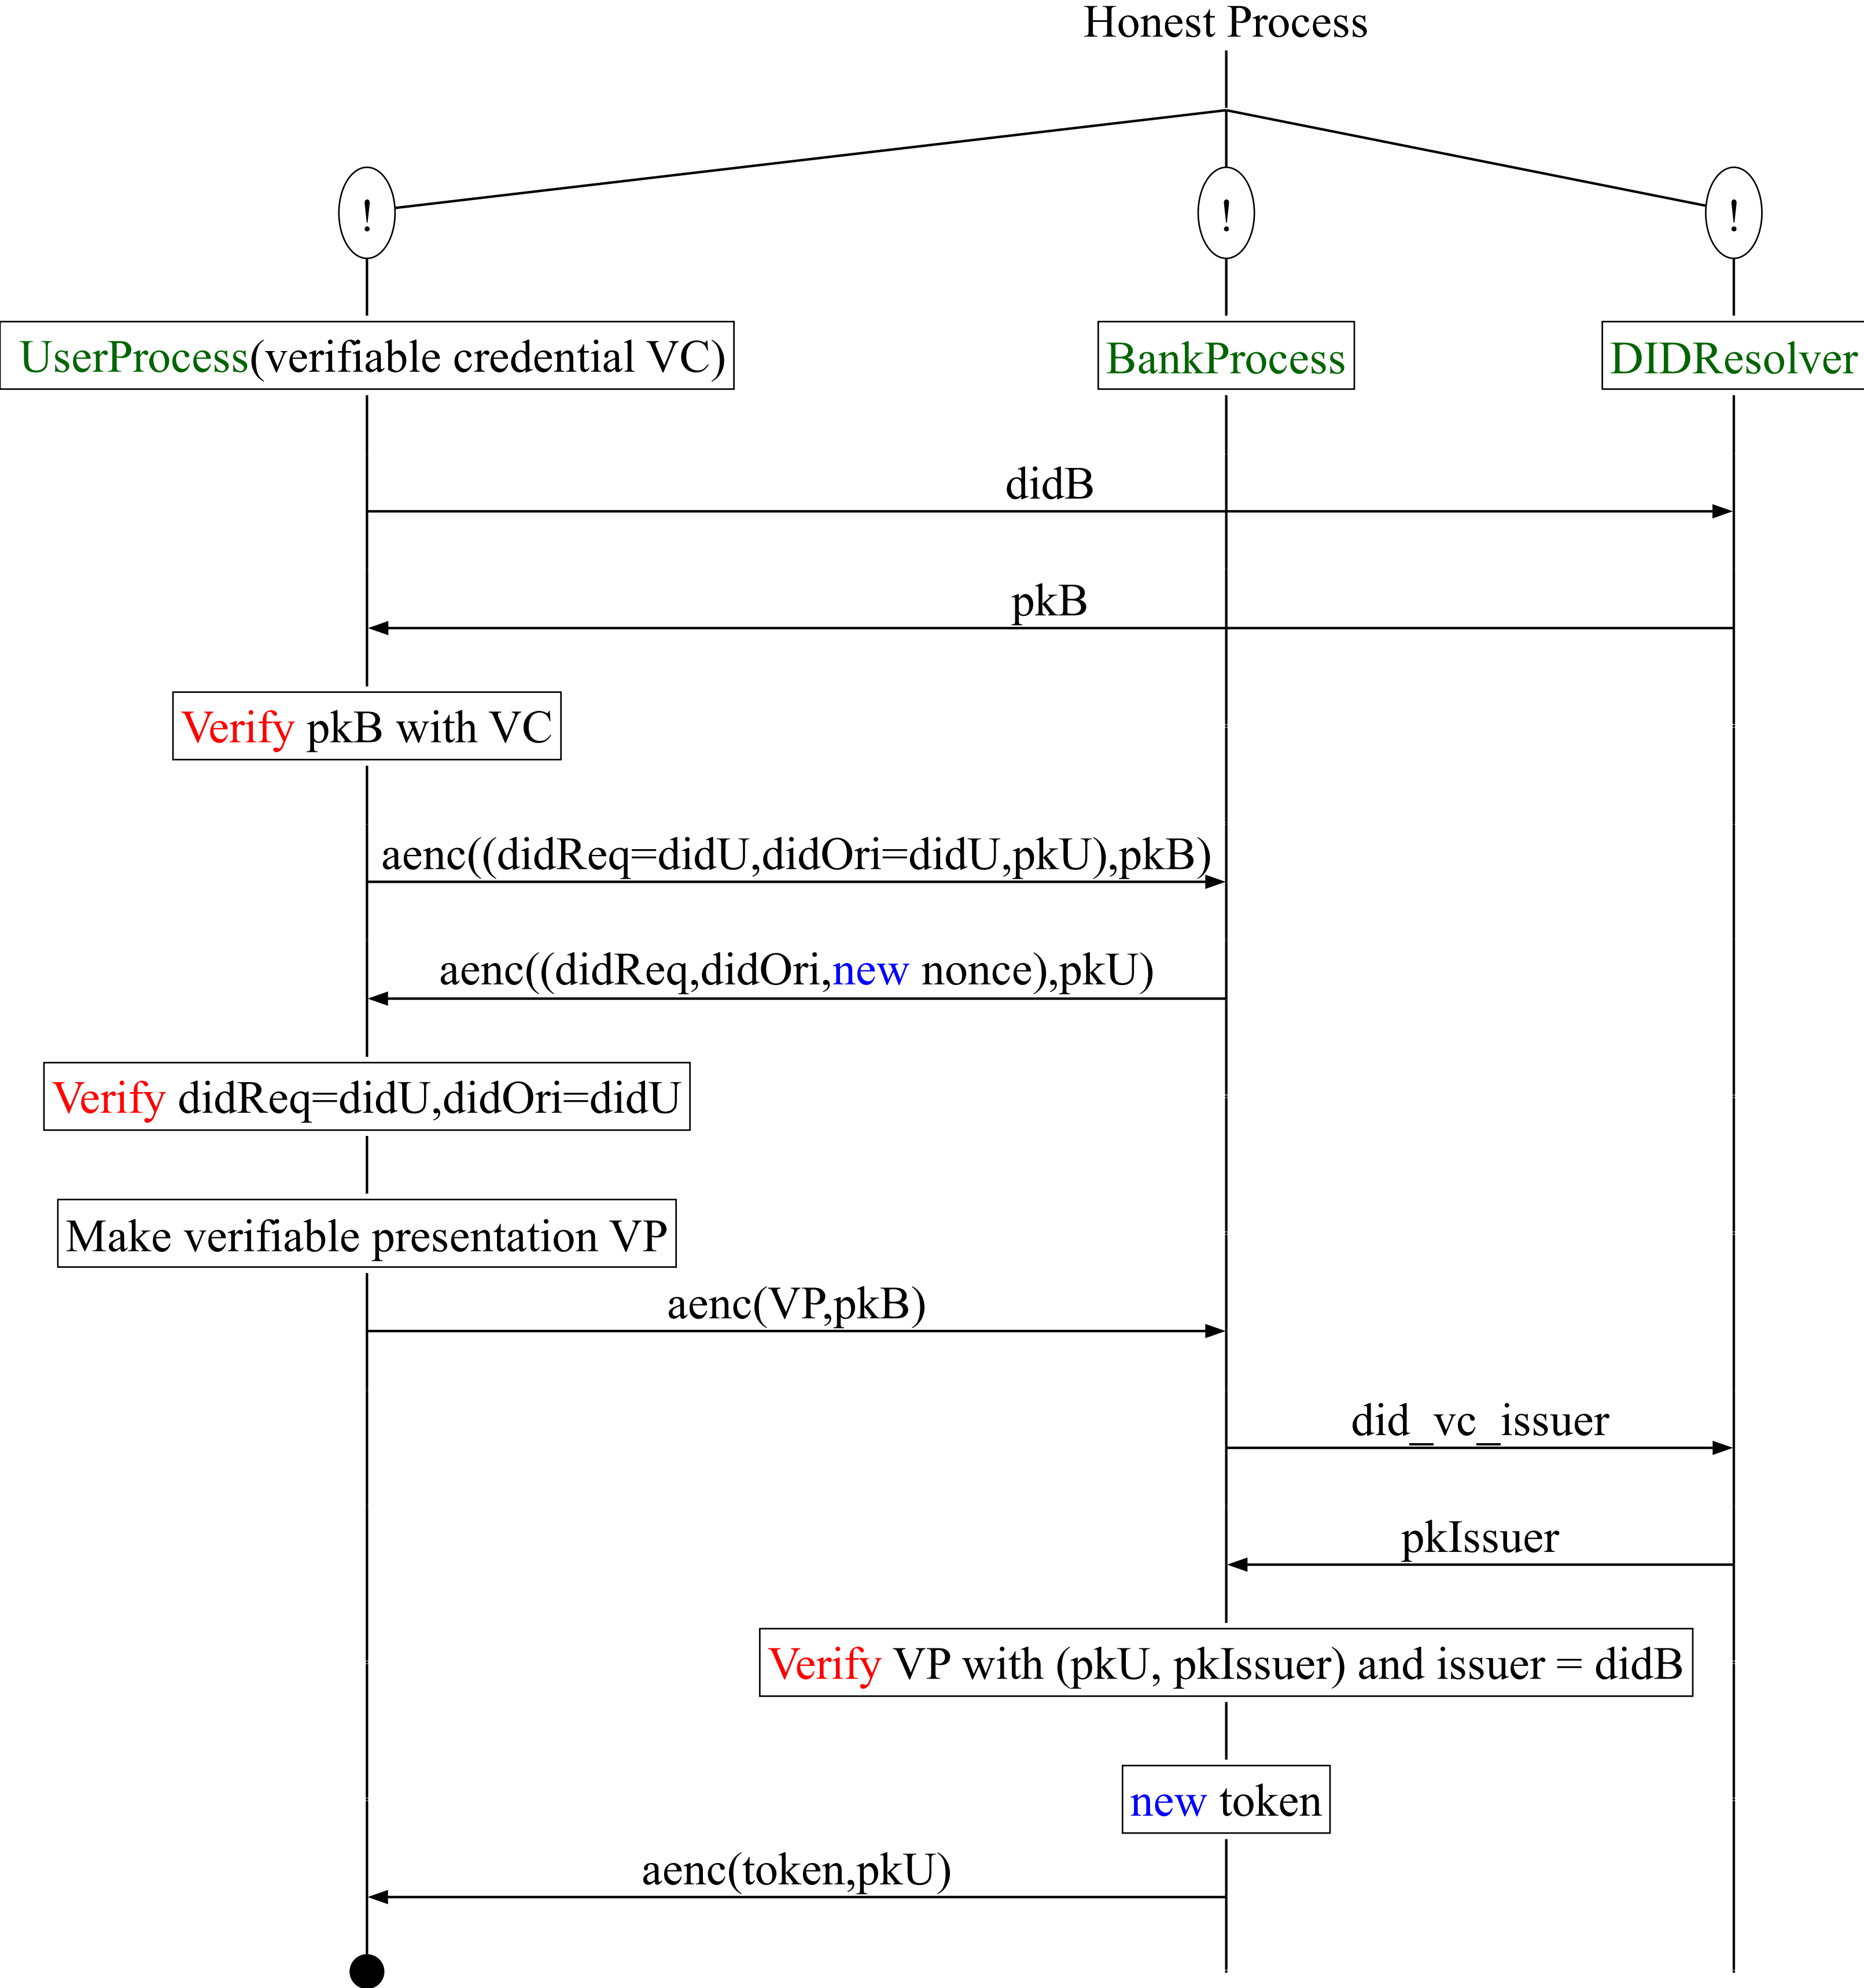 Honest Process
!
!
!
UserProcess(verifiable credential VC)
BankProcess
DIDResolver
didB
pkB
Verify pkB with VC
aenc((didReq=didU,didOri=didU,pkU),pkB)
aenc((didReq,didOri,new nonce),pkU)
Verify didReq=didU,didOri=didU
Make verifiable presentation VP
aenc(VP,pkB)
did_vc_issuer
pkIssuer
Verify VP with (pkU, pkIssuer) and issuer = didB
new token
aenc(token,pkU)